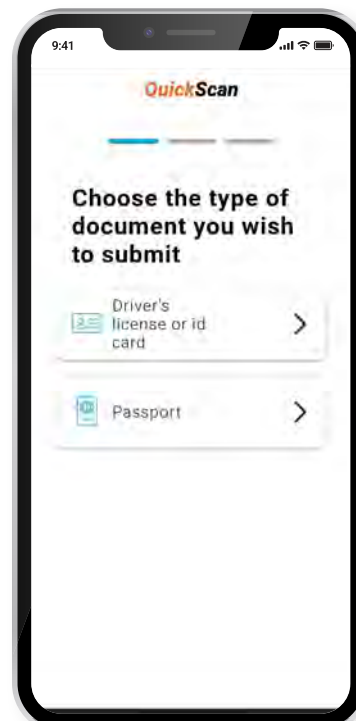 9:41
QuickScan
Choose the type of
document you wish
to submit
Driver's
license or id
card
Passport